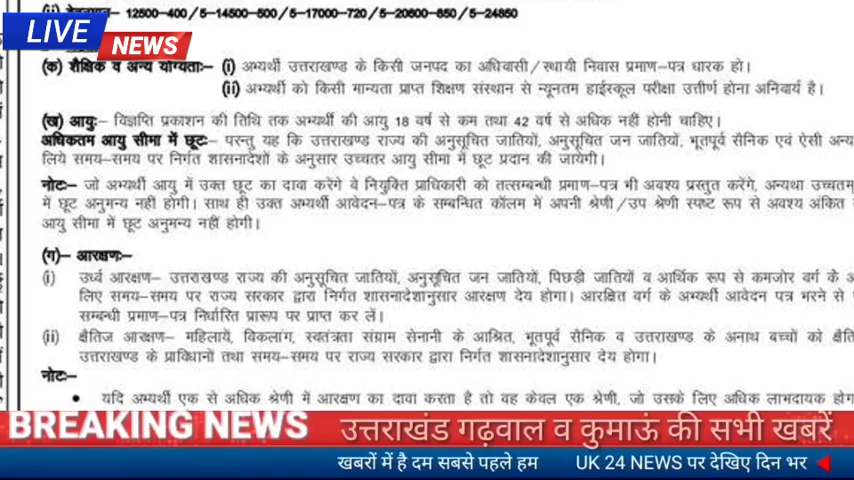 (ii) वेतनमान- 12500-400/5-14500-500/5-17000-720/5-20600-850/5-24850
LIVE
NEWS
(क) शैक्षिक व अन्य योग्यताः- (i) अभ्यर्थी उत्तराखण्ड के किसी जनपद का अधिवासी/स्थायी निवास प्रमाण-पत्र धारक हो।
(ii) अभ्यर्थी को किसी मान्यता प्राप्त शिक्षण संस्थान से न्यूनतम हाईस्कूल परीक्षा उत्तीर्ण होना अनिवार्य है।
(ख) आयुः- विज्ञप्ति प्रकाशन की तिथि तक अभ्यर्थी की आयु 18 वर्ष से कम तथा 42 वर्ष से अधिक नहीं होनी चाहिए।
अधिकतम आयु सीमा में छूटः- परन्तु यह कि उत्तराखण्ड राज्य की अनुसूचित जातियों, अनुसूचित जन जातियों, भूतपूर्व सैनिक एवं ऐसी अन्य
लिये समय-समय पर निर्गत शासनादेशों के अनुसार उच्चतर आयु सीमा में छूट प्रदान की जायेगी।
नोटः- जो अभ्यर्थी आयु में उक्त छूट का दावा करेंगे वे नियुक्ति प्राधिकारी को तत्सम्बन्धी प्रमाण-पत्र भी अवश्य प्रस्तुत करेंगे, अन्यथा उच्चतम
में छूट अनुमन्य नहीं होगी। साथ ही उक्त अभ्यर्थी आवेदन-पत्र के सम्बन्धित कॉलम में अपनी श्रेणी/उप श्रेणी स्पष्ट रूप से अवश्य अंकित
आयु सीमा में छूट अनुमन्य नहीं होगी।
(ग)- आरक्षणः-
(i) उर्ध्व आरक्षण- उत्तराखण्ड राज्य की अनुसूचित जातियों, अनुसूचित जन जातियों, पिछड़ी जातियों व आर्थिक रूप से कमजोर वर्ग के
लिए समय-समय पर राज्य सरकार द्वारा निर्गत शासनादेशानुसार आरक्षण देय होगा। आरक्षित वर्ग के अभ्यर्थी आवेदन पत्र भरने से
सम्बन्धी प्रमाण-पत्र निर्धारित प्रारूप पर प्राप्त कर लें।
(ii) क्षैतिज आरक्षण- महिलायें, विकलांग, स्वतंत्रता संग्राम सेनानी के आश्रित, भूतपूर्व सैनिक व उत्तराखण्ड के अनाथ बच्चों को
उत्तराखण्ड के प्राविधानों तथा समय-समय पर राज्य सरकार द्वारा निर्गत शासनादेशानुसार देय होगा।
नोटः-
• यदि अभ्यर्थी एक से अधिक श्रेणी में आरक्षण का दावा करता है तो वह केवल एक श्रेणी, जो उसके लिए अधिक लाभदायक
BREAKING NEWS उत्तराखंड गढ़वाल व कुमाऊं की सभी खबरें
खबरों में है दम सबसे पहले हम UK 24 NEWS पर देखिए दिन भर